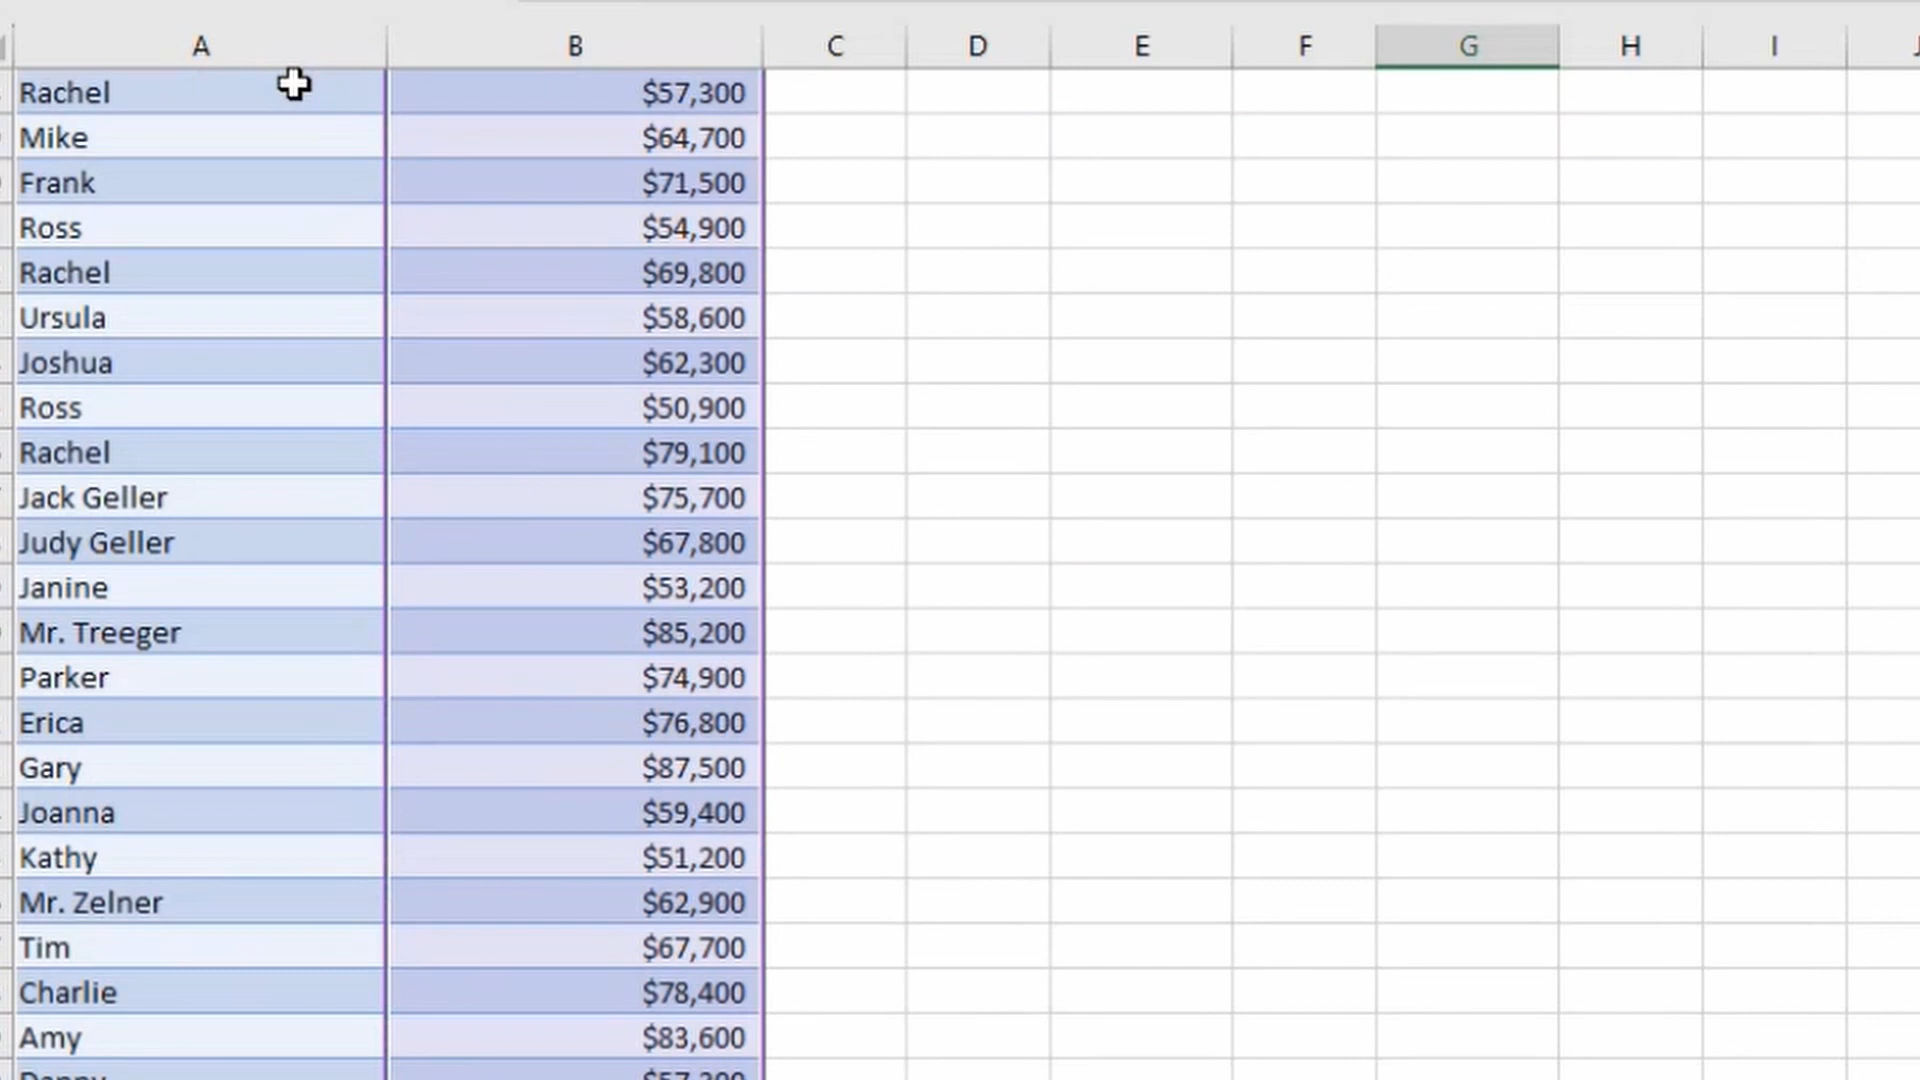 A B C D E F G H I
Rachel $57,300
Mike $64,700
Frank $71,500
Ross $54,900
Rachel $69,800
Ursula $58,600
Joshua $62,300
Ross $50,900
Rachel $79,100
Jack Geller $75,700
Judy Geller $67,800
Janine $53,200
Mr. Treeger $85,200
Parker $74,900
Erica $76,800
Gary $87,500
Joanna $59,400
Kathy $51,200
Mr. Zelner $62,900
Tim $67,700
Charlie $78,400
Amy $83,600